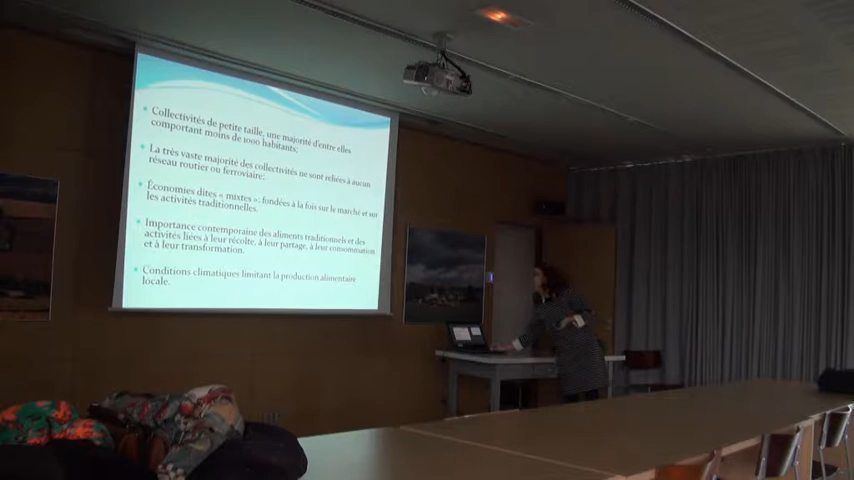 Collectivités de petite taille, une majorité d'entre elles
comportant moins de 1000 habitants;
La très vaste majorité des collectivités ne sont reliées à aucun
réseau routier ou ferroviaire;
Économies dites « mixtes »: fondées à la fois sur le marché et sur
les activités traditionnelles.
Importance contemporaine des aliments traditionnels et des
activités liées à leur récolte, à leur partage, à leur consommation
et à leur transformation.
Conditions climatiques limitant la production alimentaire
locale.